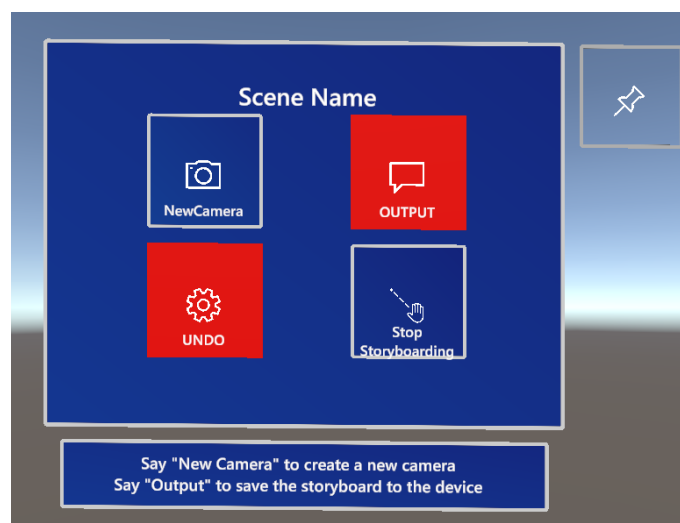 Scene Name
NewCamera
OUTPUT
UNDO
Stop
Storyboarding
Say "New Camera" to create a new camera
Say "Output" to save the storyboard to the device